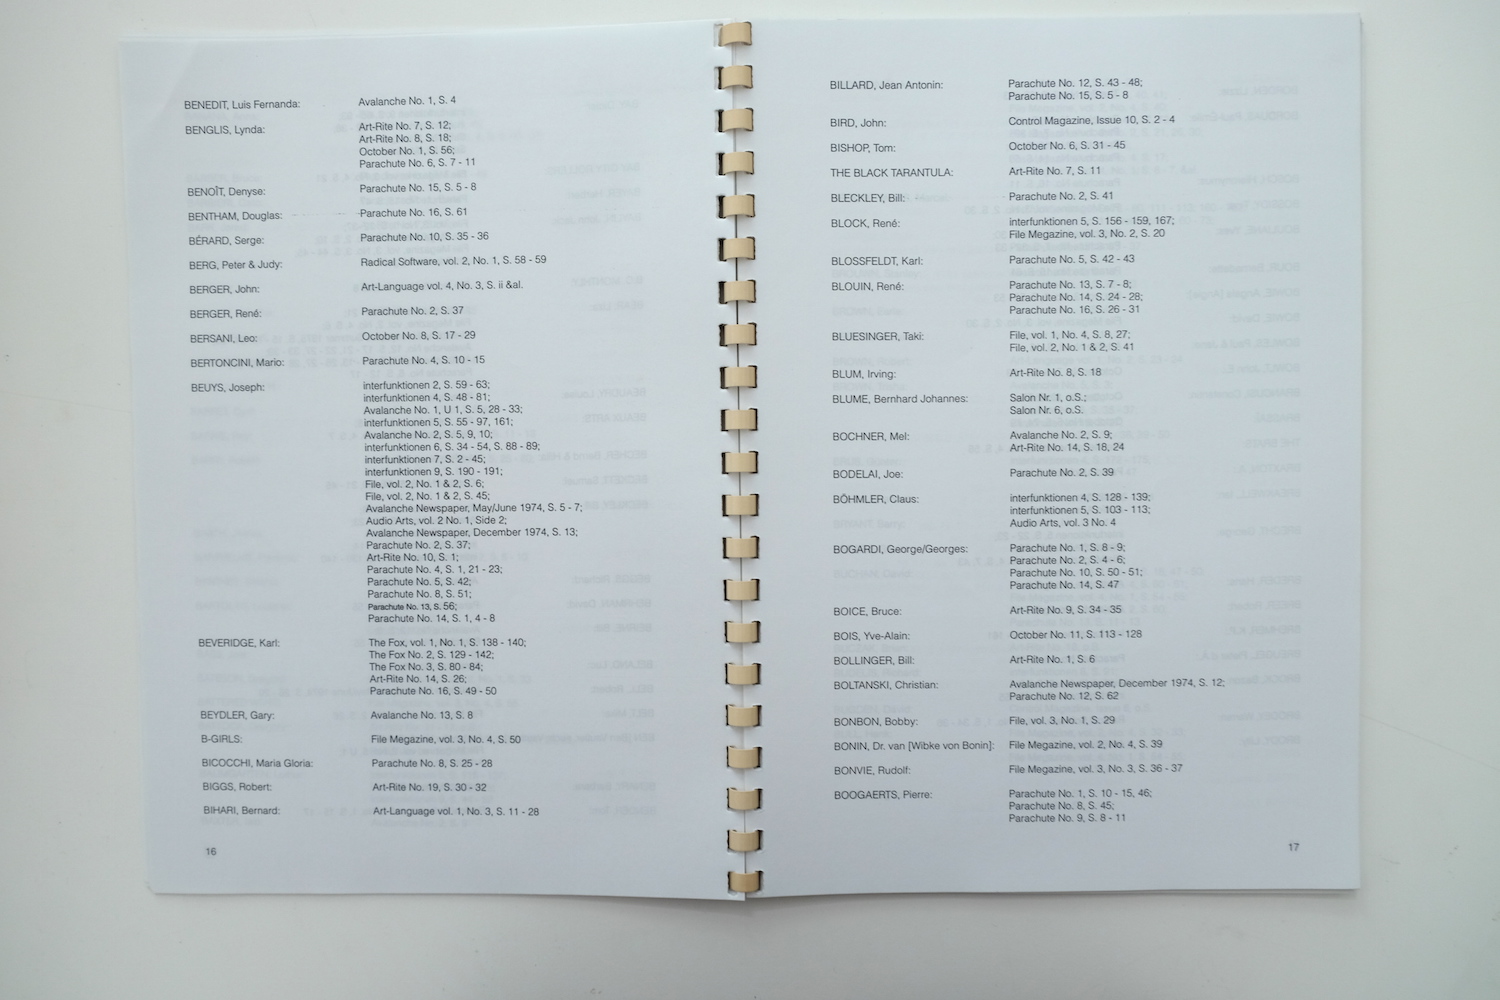 BENEDIT, Luis Fernanda: Avalanche No. 1, S. 4
BENGLIS, Lynda: Art-Rite No. 7, S. 12;
Art-Rite No. 8, S. 18;
October No. 1, S. 56;
Parachute No. 6, S. 7 - 11
BENOÎT, Denyse: Parachute No. 15, S. 5 - 8
BENTHAM, Douglas: Parachute No. 16, S. 61
BÉRARD, Serge: Parachute No. 10, S. 35 - 36
BERG, Peter & Judy: Radical Software, vol. 2, No. 1, S. 58 - 59
BERGER, John: Art-Language vol. 4, No. 3, S. ii &al.
BERGER, René: Parachute No. 2, S. 37
BERSANI, Leo: October No. 8, S. 17 - 29
BERTONCINI, Mario: Parachute No. 4, S. 10 - 15
BEUYS, Joseph: interfunktionen 2, S. 59 - 63;
interfunktionen 4, S. 48 - 81;
Avalanche No. 1, U 1, S. 5, 28 - 33;
interfunktionen 5, S. 55 - 97, 161;
Avalanche No. 2, S. 5, 9, 10;
interfunktionen 6, S. 34 - 54, S. 88 - 89;
interfunktionen 7, S. 2 - 45;
interfunktionen 9, S. 190 - 191;
File, vol. 2, No. 1 & 2, S. 6;
File, vol. 2, No. 1 & 2, S. 45;
Avalanche Newspaper, May/June 1974, S. 5 - 7;
Audio Arts, vol. 2 No. 1, Side 2;
Avalanche Newspaper, December 1974, S. 13;
Parachute No. 2, S. 37;
Art-Rite No. 10, S. 1;
Parachute No. 4, S. 1, 21 - 23;
Parachute No. 5, S. 42;
Parachute No. 8, S. 51;
Parachute No. 13, S. 56;
Parachute No. 14, S. 1, 4 - 8
BEVERIDGE, Karl: The Fox, vol. 1, No. 1, S. 138 - 140;
The Fox No. 2, S. 129 - 142;
The Fox No. 3, S. 80 - 84;
Art-Rite No. 14, S. 26;
Parachute No. 16, S. 49 - 50
BEYDLER, Gary: Avalanche No. 13, S. 8
B-GIRLS: File Megazine, vol. 3, No. 4, S. 50
BICOCCHI, Maria Gloria: Parachute No. 8, S. 25 - 28
BIGGS, Robert: Art-Rite No. 19, S. 30 - 32
BIHARI, Bernard: Art-Language vol. 1, No. 3, S. 11 - 28
16
BILLARD, Jean Antonin: Parachute No. 12, S. 43 - 48;
Parachute No. 15, S. 5 - 8
BIRD, John: Control Magazine, Issue 10, S. 2 - 4
BISHOP, Tom: October No. 6, S. 31 - 45
THE BLACK TARANTULA: Art-Rite No. 7, S. 11
BLECKLEY, Bill: Parachute No. 2, S. 41
BLOCK, René: interfunktionen 5, S. 156 - 159, 167;
File Megazine, vol. 3, No. 2, S. 20
BLOSSFELDT, Karl: Parachute No. 5, S. 42 - 43
BLOUIN, René: Parachute No. 13, S. 7 - 8;
Parachute No. 14, S. 24 - 28;
Parachute No. 16, S. 26 - 31
BLUESINGER, Taki: File, vol. 1, No. 4, S. 8, 27;
File, vol. 2, No. 1 & 2, S. 41
BLUM, Irving: Art-Rite No. 8, S. 18
BLUME, Bernhard Johannes: Salon Nr. 1, o.S.;
Salon Nr. 6, o.S.
BOCHNER, Mel: Avalanche No. 2, S. 9;
Art-Rite No. 14, S. 18, 24
BODELAI, Joe: Parachute No. 2, S. 39
BÖHMLER, Claus: interfunktionen 4, S. 128 - 139;
interfunktionen 5, S. 103 - 113;
Audio Arts, vol. 3 No. 4
BOGARDI, George/Georges: Parachute No. 1, S. 8 - 9;
Parachute No. 2, S. 4 - 6;
Parachute No. 10, S. 50 - 51;
Parachute No. 14, S. 47
BOICE, Bruce: Art-Rite No. 9, S. 34 - 35
BOIS, Yve-Alain: October No. 11, S. 113 - 128
BOLLINGER, Bill: Art-Rite No. 1, S. 6
BOLTANSKI, Christian: Avalanche Newspaper, December 1974, S. 12;
Parachute No. 12, S. 62
BONBON, Bobby: File, vol. 3, No. 1, S. 29
BONIN, Dr. van [Wibke von Bonin]: File Megazine, vol. 2, No. 4, S. 39
BONVIE, Rudolf: File Megazine, vol. 3, No. 3, S. 36 - 37
BOOGAERTS, Pierre: Parachute No. 1, S. 10 - 15, 46;
Parachute No. 8, S. 45;
Parachute No. 9, S. 8 - 11
17